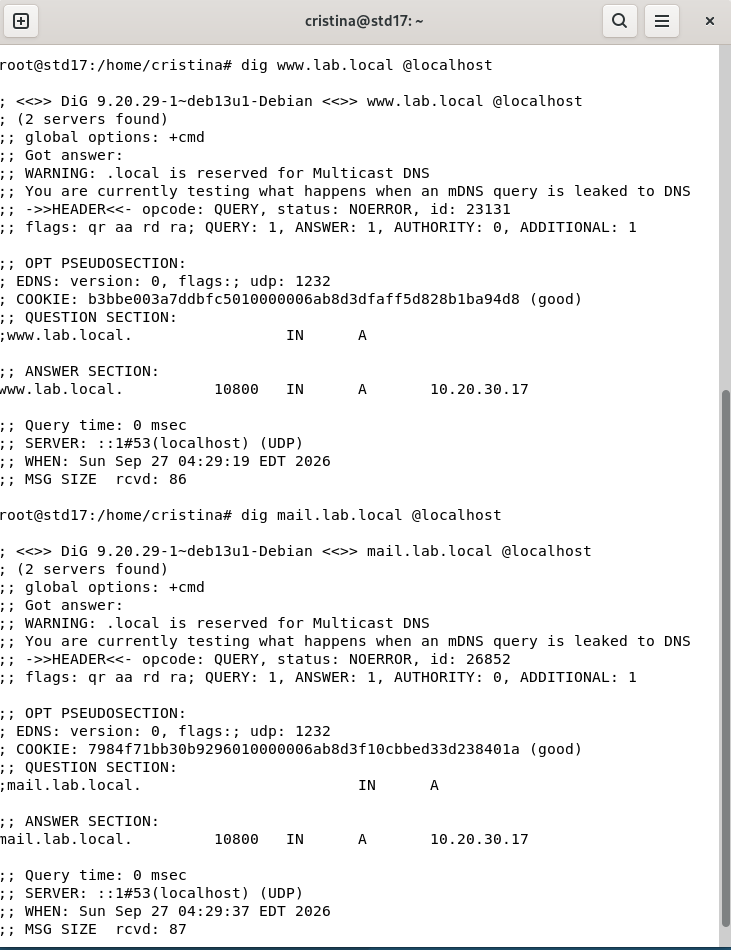 cristina@std17: ~
root@std17:/home/cristina# dig www.lab.local @localhost
; <<>> DiG 9.20.29-1~deb13u1-Debian <<>> www.lab.local @localhost
; (2 servers found)
;; global options: +cmd
;; Got answer:
;; WARNING: .local is reserved for Multicast DNS
;; You are currently testing what happens when an mDNS query is leaked to DNS
;; ->>HEADER<<- opcode: QUERY, status: NOERROR, id: 23131
;; flags: qr aa rd ra; QUERY: 1, ANSWER: 1, AUTHORITY: 0, ADDITIONAL: 1
;; OPT PSEUDOSECTION:
; EDNS: version: 0, flags:; udp: 1232
; COOKIE: b3bbe003a7ddbfc5010000006ab8d3dfaff5d828b1ba94d8 (good)
;; QUESTION SECTION:
;www.lab.local. IN A
;; ANSWER SECTION:
www.lab.local. 10800 IN A 10.20.30.17
;; Query time: 0 msec
;; SERVER: ::1#53(localhost) (UDP)
;; WHEN: Sun Sep 27 04:29:19 EDT 2026
;; MSG SIZE  rcvd: 86
root@std17:/home/cristina# dig mail.lab.local @localhost
; <<>> DiG 9.20.29-1~deb13u1-Debian <<>> mail.lab.local @localhost
; (2 servers found)
;; global options: +cmd
;; Got answer:
;; WARNING: .local is reserved for Multicast DNS
;; You are currently testing what happens when an mDNS query is leaked to DNS
;; ->>HEADER<<- opcode: QUERY, status: NOERROR, id: 26852
;; flags: qr aa rd ra; QUERY: 1, ANSWER: 1, AUTHORITY: 0, ADDITIONAL: 1
;; OPT PSEUDOSECTION:
; EDNS: version: 0, flags:; udp: 1232
; COOKIE: 7984f71bb30b9296010000006ab8d3f10cbbed33d238401a (good)
;; QUESTION SECTION:
;mail.lab.local. IN A
;; ANSWER SECTION:
mail.lab.local. 10800 IN A 10.20.30.17
;; Query time: 0 msec
;; SERVER: ::1#53(localhost) (UDP)
;; WHEN: Sun Sep 27 04:29:37 EDT 2026
;; MSG SIZE  rcvd: 87